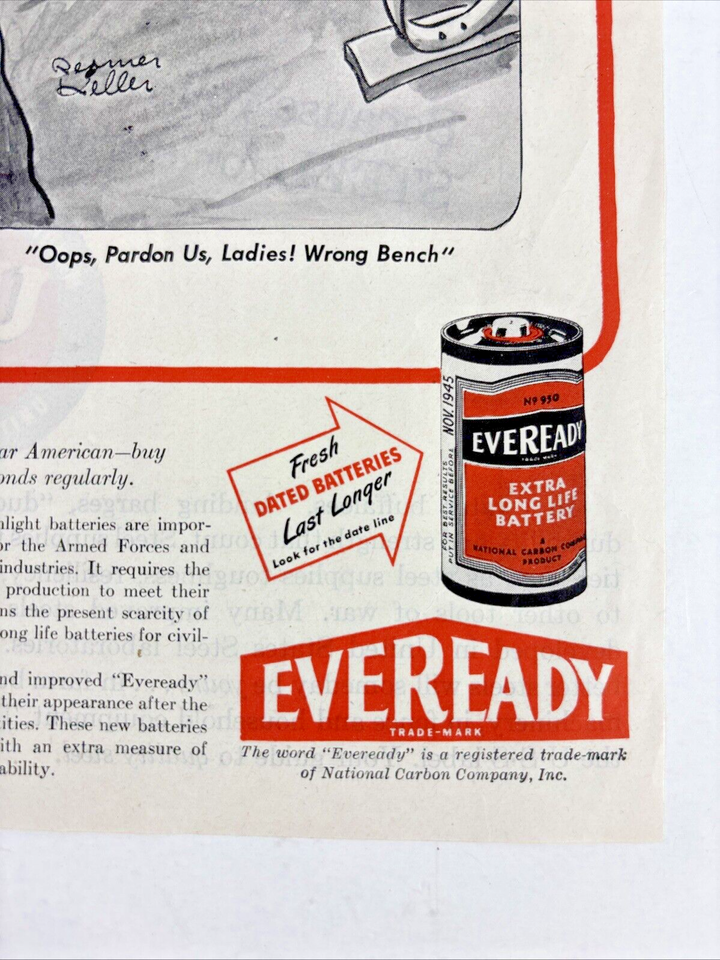 Reamer
Keller
"Oops, Pardon Us, Ladies! Wrong Bench"
ar American—buy
onds regularly.
nlight batteries are impor-
or the Armed Forces and
industries. It requires the
production to meet their
ns the present scarcity of
ong life batteries for civil-
nd improved "Eveready"
their appearance after the
ities. These new batteries
ith an extra measure of
ability.
Fresh
DATED BATTERIES
Last Longer
Look for the date line
FOR BEST RESULTS
PUT IN SERVICE BEFORE
NOV. 1945
Nº 950
EVEREADY
TRADE-MARK
EXTRA
LONG LIFE
BATTERY
A
NATIONAL CARBON COMPANY
PRODUCT
EVEREADY
TRADE-MARK
The word "Eveready" is a registered trade-mark
of National Carbon Company, Inc.